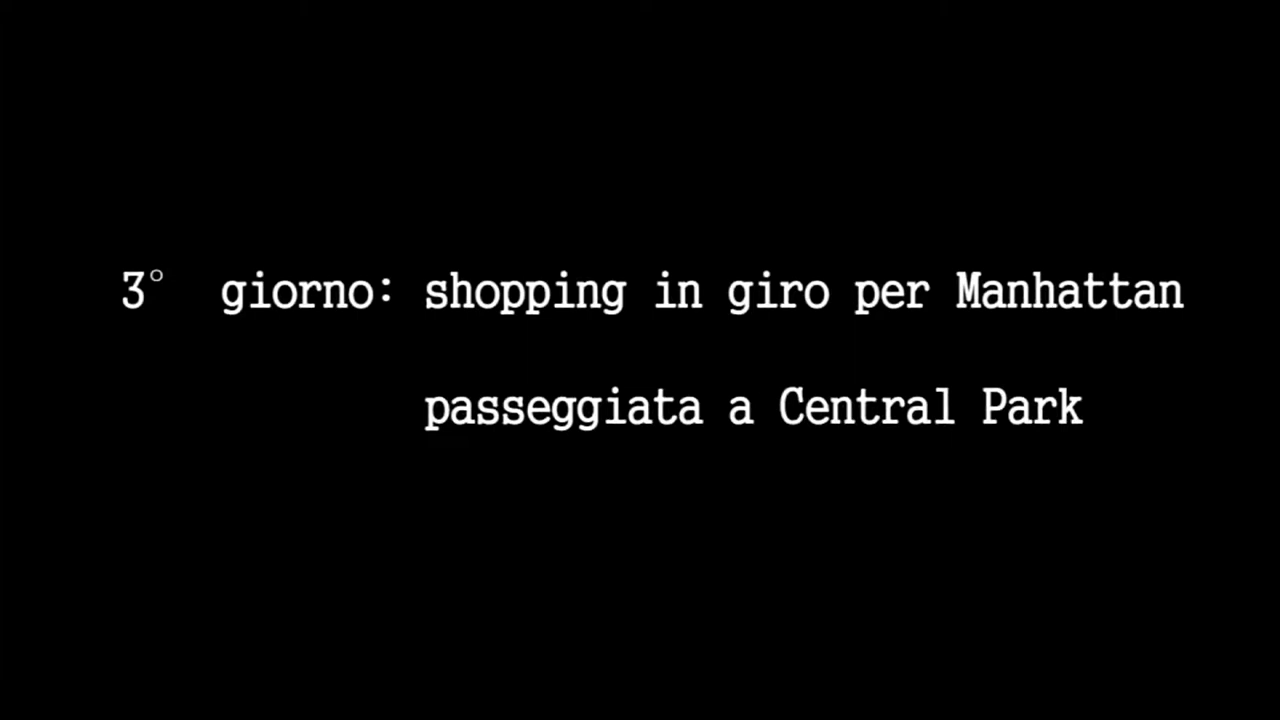 3° giorno: shopping in giro per Manhattan
passeggiata a Central Park